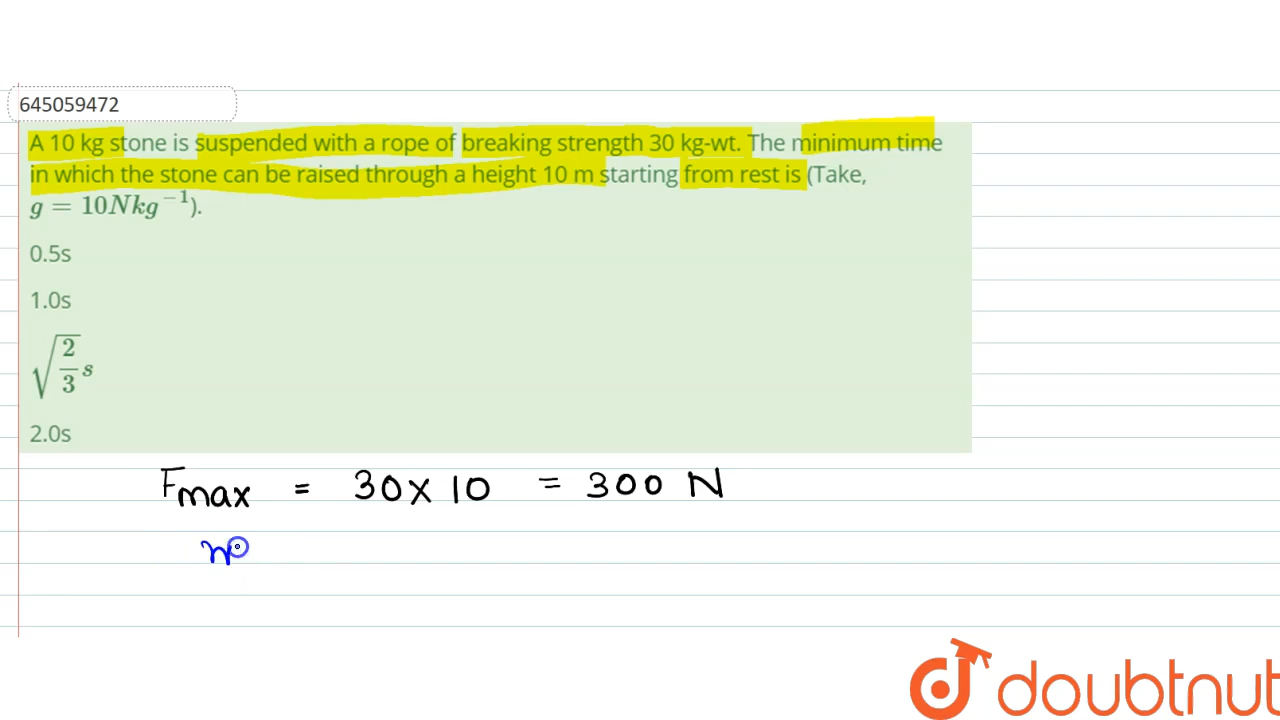 645059472
A 10 kg stone is suspended with a rope of breaking strength 30 kg-wt. The minimum time
in which the stone can be raised through a height 10 m starting from rest is (Take,
g = 10Nkg⁻¹).
0.5s
1.0s
√(2/3) s
2.0s
Fmax = 30 x 10 = 300 N
doubtnut